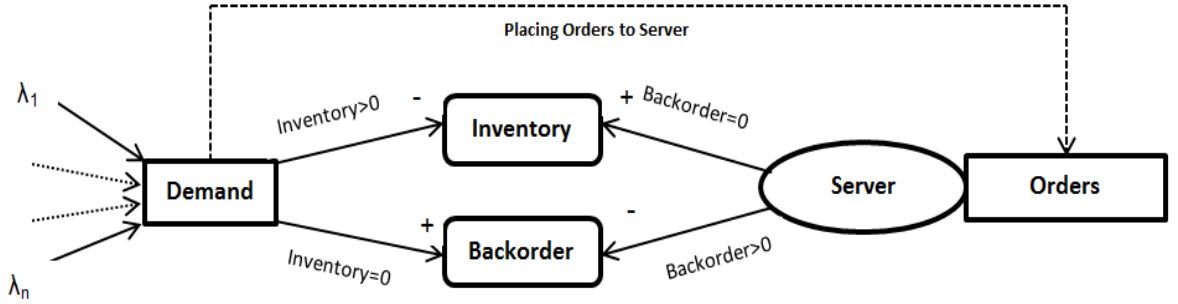 Placing Orders to Server
λ1
Inventory>0
-
Inventory
+
Backorder=0
Demand
Server
Orders
Inventory=0
+
Backorder
-
Backorder>0
λn